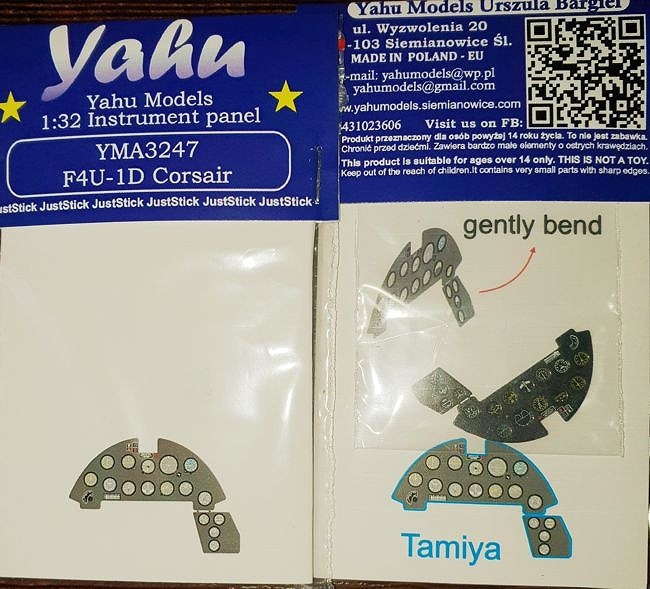 Yahu
Yahu Models
1:32 Instrument panel
YMA3247
F4U-1D Corsair
JustStick JustStick JustStick JustStick JustStick
Yahu Models Urszula Bargieł
ul. Wyzwolenia 20
-103 Siemianowice Śl.
MADE IN POLAND - EU
-mail: yahumodels@wp.pl
yahumodels@gmail.com
www.yahumodels.siemianowice.com
431023606 Visit us on FB:
Produkt przeznaczony dla osób powyżej 14 roku życia. To nie jest zabawka.
Chronić przed dziećmi. Zawiera bardzo małe elementy o ostrych krawędziach.
This product is suitable for ages over 14 only. THIS IS NOT A TOY.
Keep out of the reach of children.It contains very small parts with sharp edges.
gently bend
Tamiya